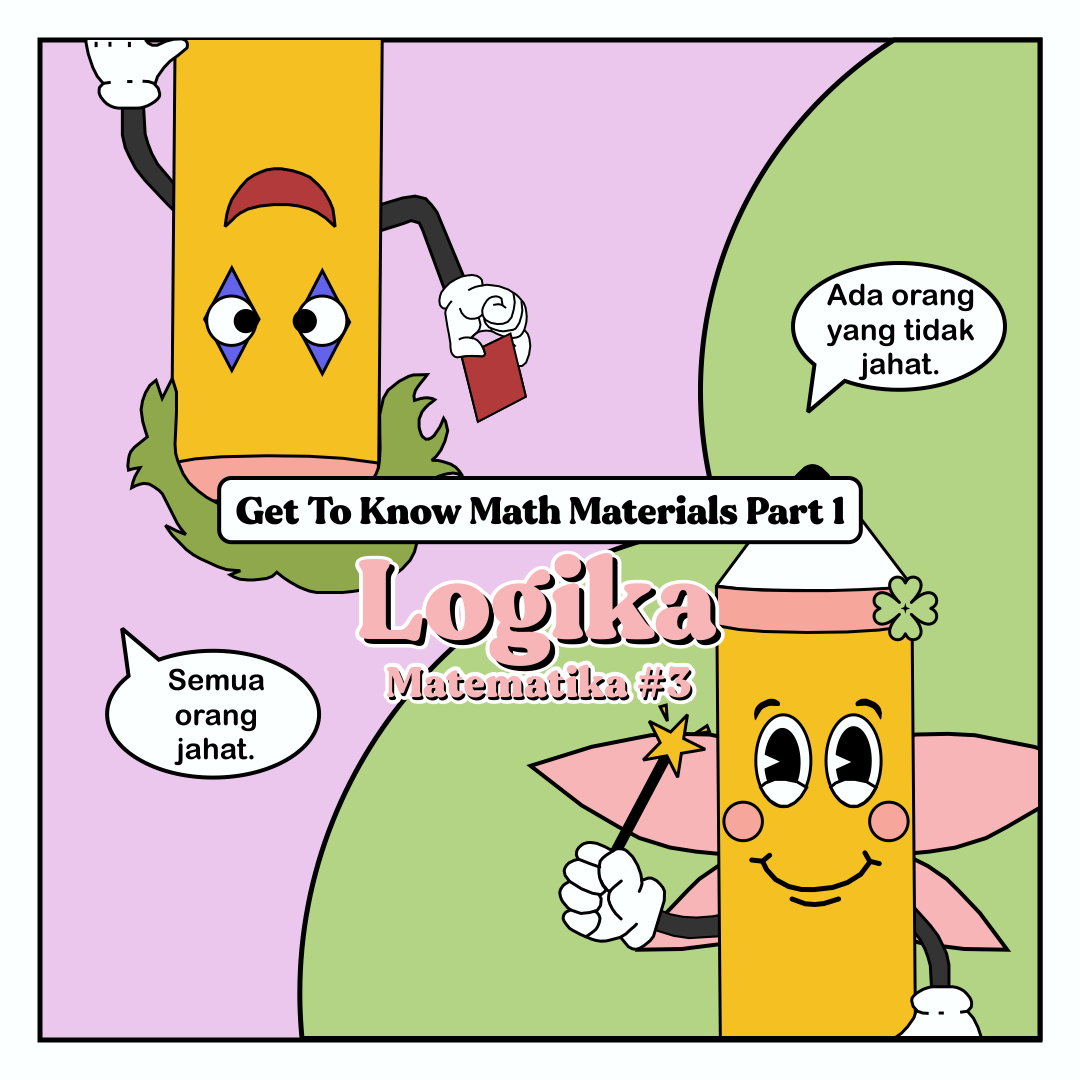 Ada orang
yang tidak
jahat.
Get To Know Math Materials Part 1
Logika
Matematika #3
Semua
orang
jahat.